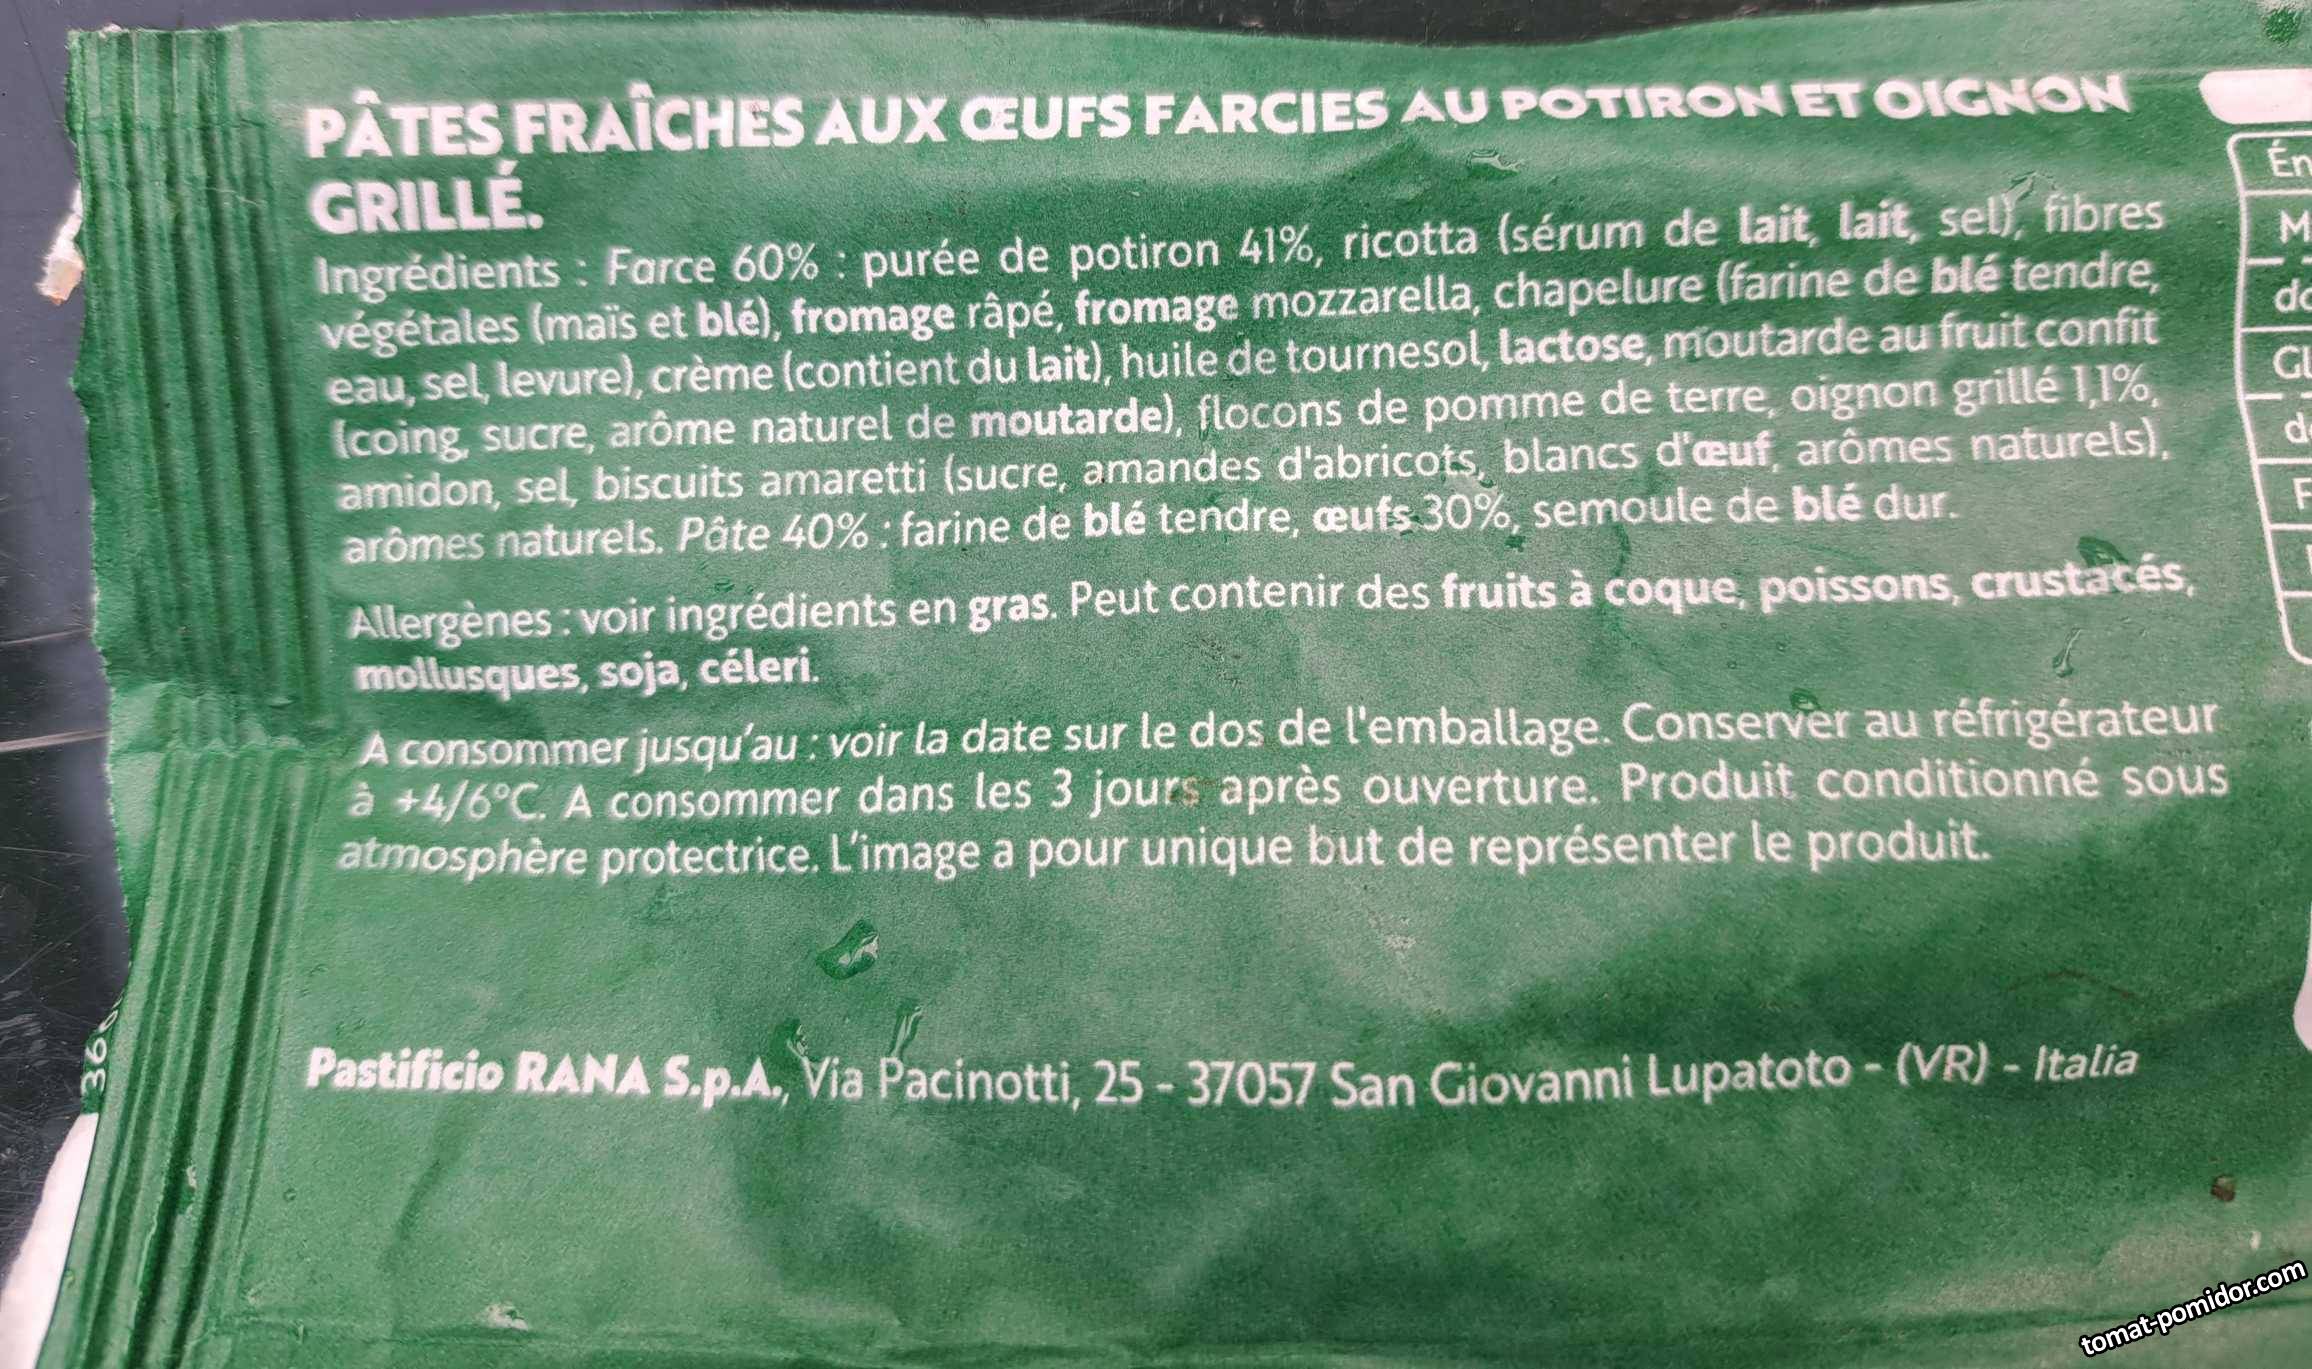 PÂTES FRAÎCHES AUX ŒUFS FARCIES AU POTIRON ET OIGNON
GRILLÉ.
Ingrédients : Farce 60% : purée de potiron 41%, ricotta (sérum de lait, lait, sel), fibres
végétales (maïs et blé), fromage râpé, fromage mozzarella, chapelure (farine de blé tendre,
eau, sel, levure), crème (contient du lait), huile de tournesol, lactose, moutarde au fruit confit
(coing, sucre, arôme naturel de moutarde), flocons de pomme de terre, oignon grillé 1,1%,
amidon, sel, biscuits amaretti (sucre, amandes d'abricots, blancs d'œuf, arômes naturels),
arômes naturels. Pâte 40% : farine de blé tendre, œufs 30%, semoule de blé dur.
Allergènes : voir ingrédients en gras. Peut contenir des fruits à coque, poissons, crustacés,
mollusques, soja, céleri.
A consommer jusqu'au : voir la date sur le dos de l'emballage. Conserver au réfrigérateur
à +4/6°C. A consommer dans les 3 jours après ouverture. Produit conditionné sous
atmosphère protectrice. L'image a pour unique but de représenter le produit.
Pastificio RANA S.p.A., Via Pacinotti, 25 - 37057 San Giovanni Lupatoto - (VR) - Italia
tomat-pomidor.com